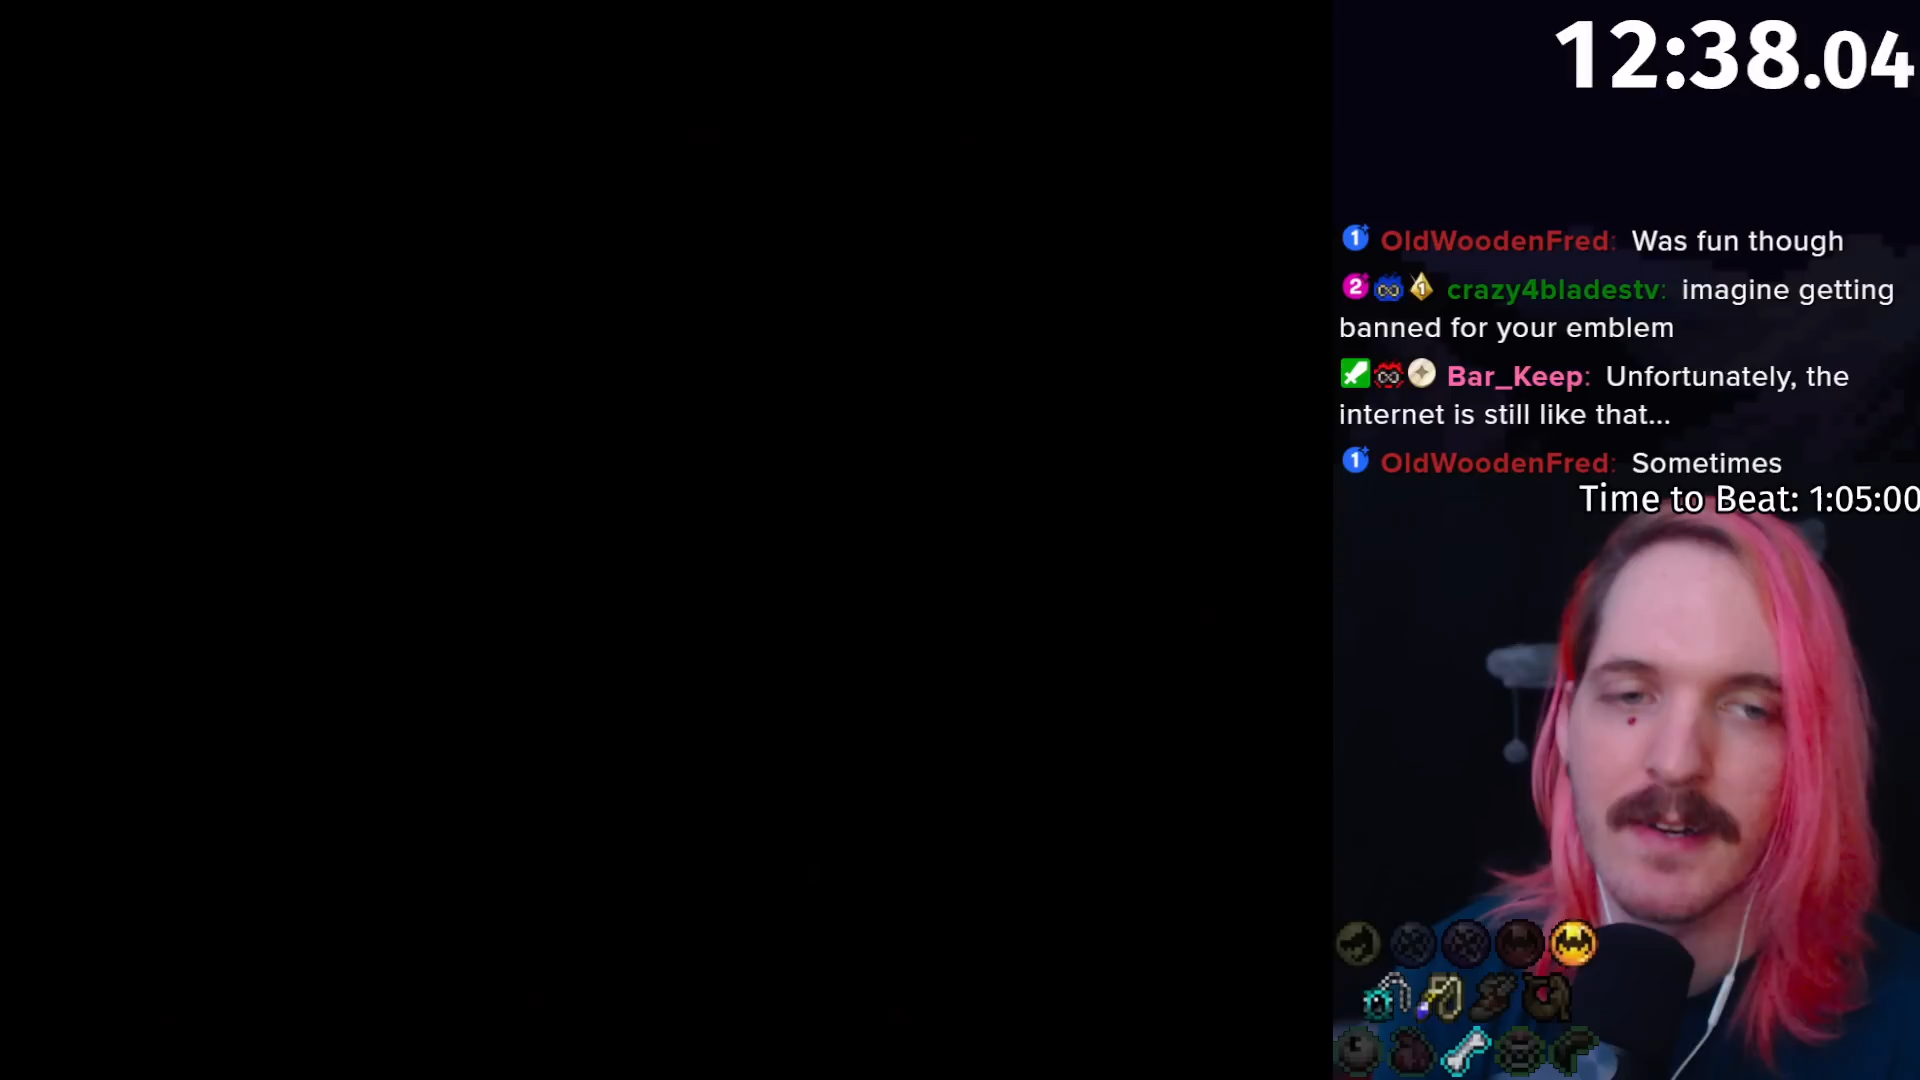 12:38.04
OldWoodenFred: Was fun though
crazy4bladestv: imagine getting
banned for your emblem
Bar_Keep: Unfortunately, the
internet is still like that...
OldWoodenFred: Sometimes
Time to Beat: 1:05:00